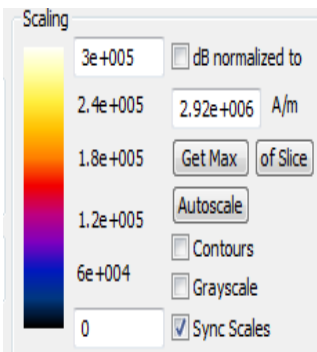 Scaling
3e+005
dB normalized to
2.4e+005
2.92e+006 A/m
1.8e+005
Get Max
of Slice
Autoscale
1.2e+005
Contours
6e+004
Grayscale
0
Sync Scales